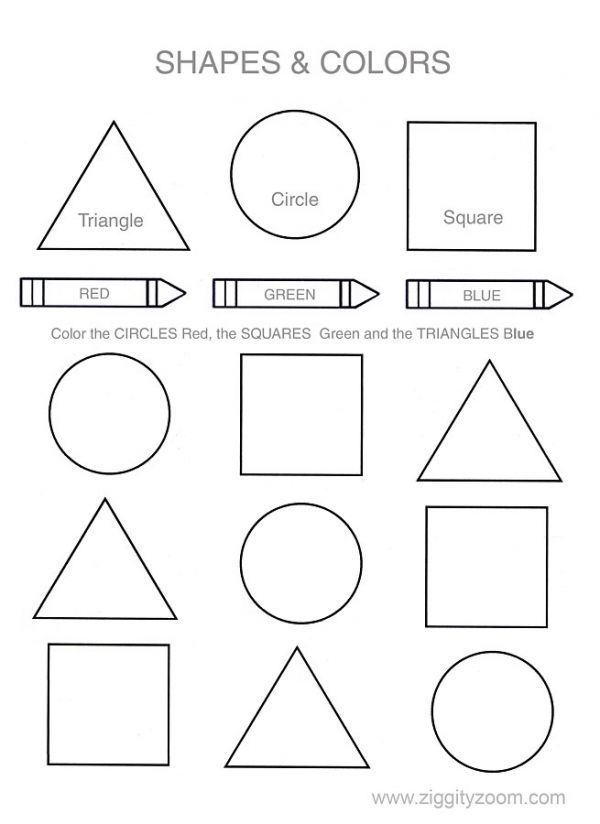 SHAPES & COLORS
Triangle
Circle
Square
RED
GREEN
BLUE
Color the CIRCLES Red, the SQUARES Green and the TRIANGLES Blue
www.ziggityzoom.com